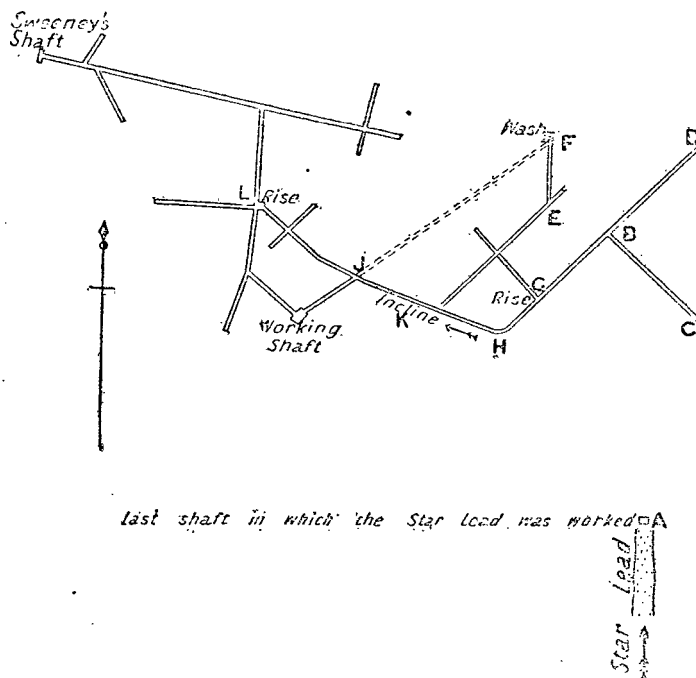 Sweeney's
Shaft
Wash
F
D
L
Rise
E
B
J
G
Rise
Incline
K
C
H
Working
Shaft
last shaft in which the Star Lead was worked
A
Star Lead